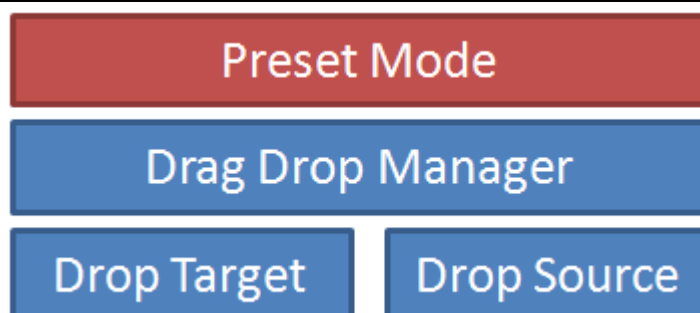 Preset Mode
Drag Drop Manager
Drop Target
Drop Source